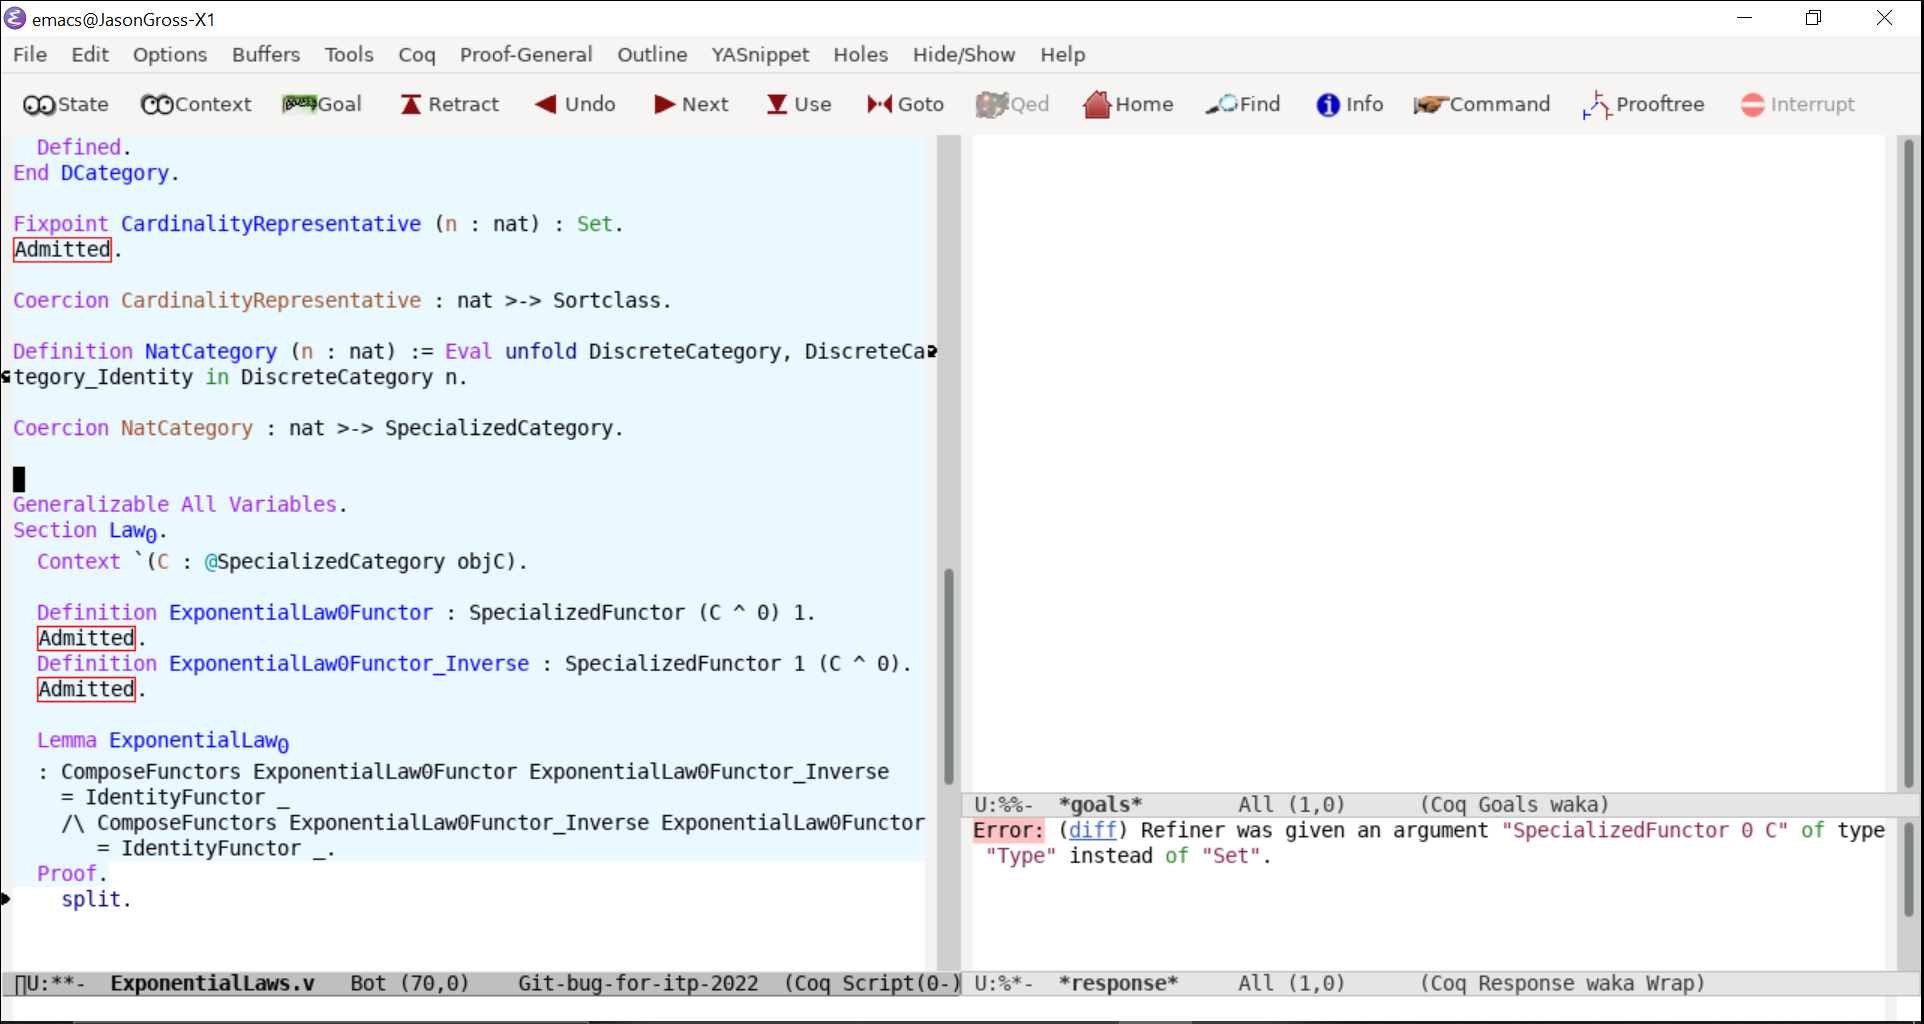 emacs@JasonGross-X1
File Edit Options Buffers Tools Coq Proof-General Outline YASnippet Holes Hide/Show Help
State Context Goal Retract Undo Next Use Goto Qed Home Find Info Command Prooftree Interrupt
Defined.
End DCategory.
Fixpoint CardinalityRepresentative (n : nat) : Set.
Admitted.
Coercion CardinalityRepresentative : nat >-> Sortclass.
Definition NatCategory (n : nat) := Eval unfold DiscreteCategory, DiscreteCa
tegory_Identity in DiscreteCategory n.
Coercion NatCategory : nat >-> SpecializedCategory.
Generalizable All Variables.
Section Law0.
Context `(C : @SpecializedCategory objC).
Definition ExponentialLaw0Functor : SpecializedFunctor (C ^ 0) 1.
Admitted.
Definition ExponentialLaw0Functor_Inverse : SpecializedFunctor 1 (C ^ 0).
Admitted.
Lemma ExponentialLaw0
: ComposeFunctors ExponentialLaw0Functor ExponentialLaw0Functor_Inverse
= IdentityFunctor _
/\ ComposeFunctors ExponentialLaw0Functor_Inverse ExponentialLaw0Functor
= IdentityFunctor _.
Proof.
split.
U:**- ExponentialLaws.v Bot (70,0) Git-bug-for-itp-2022 (Coq Script(0-)
U:%%- *goals* All (1,0) (Coq Goals waka)
Error: (diff) Refiner was given an argument "SpecializedFunctor 0 C" of type
"Type" instead of "Set".
U:%*- *response* All (1,0) (Coq Response waka Wrap)